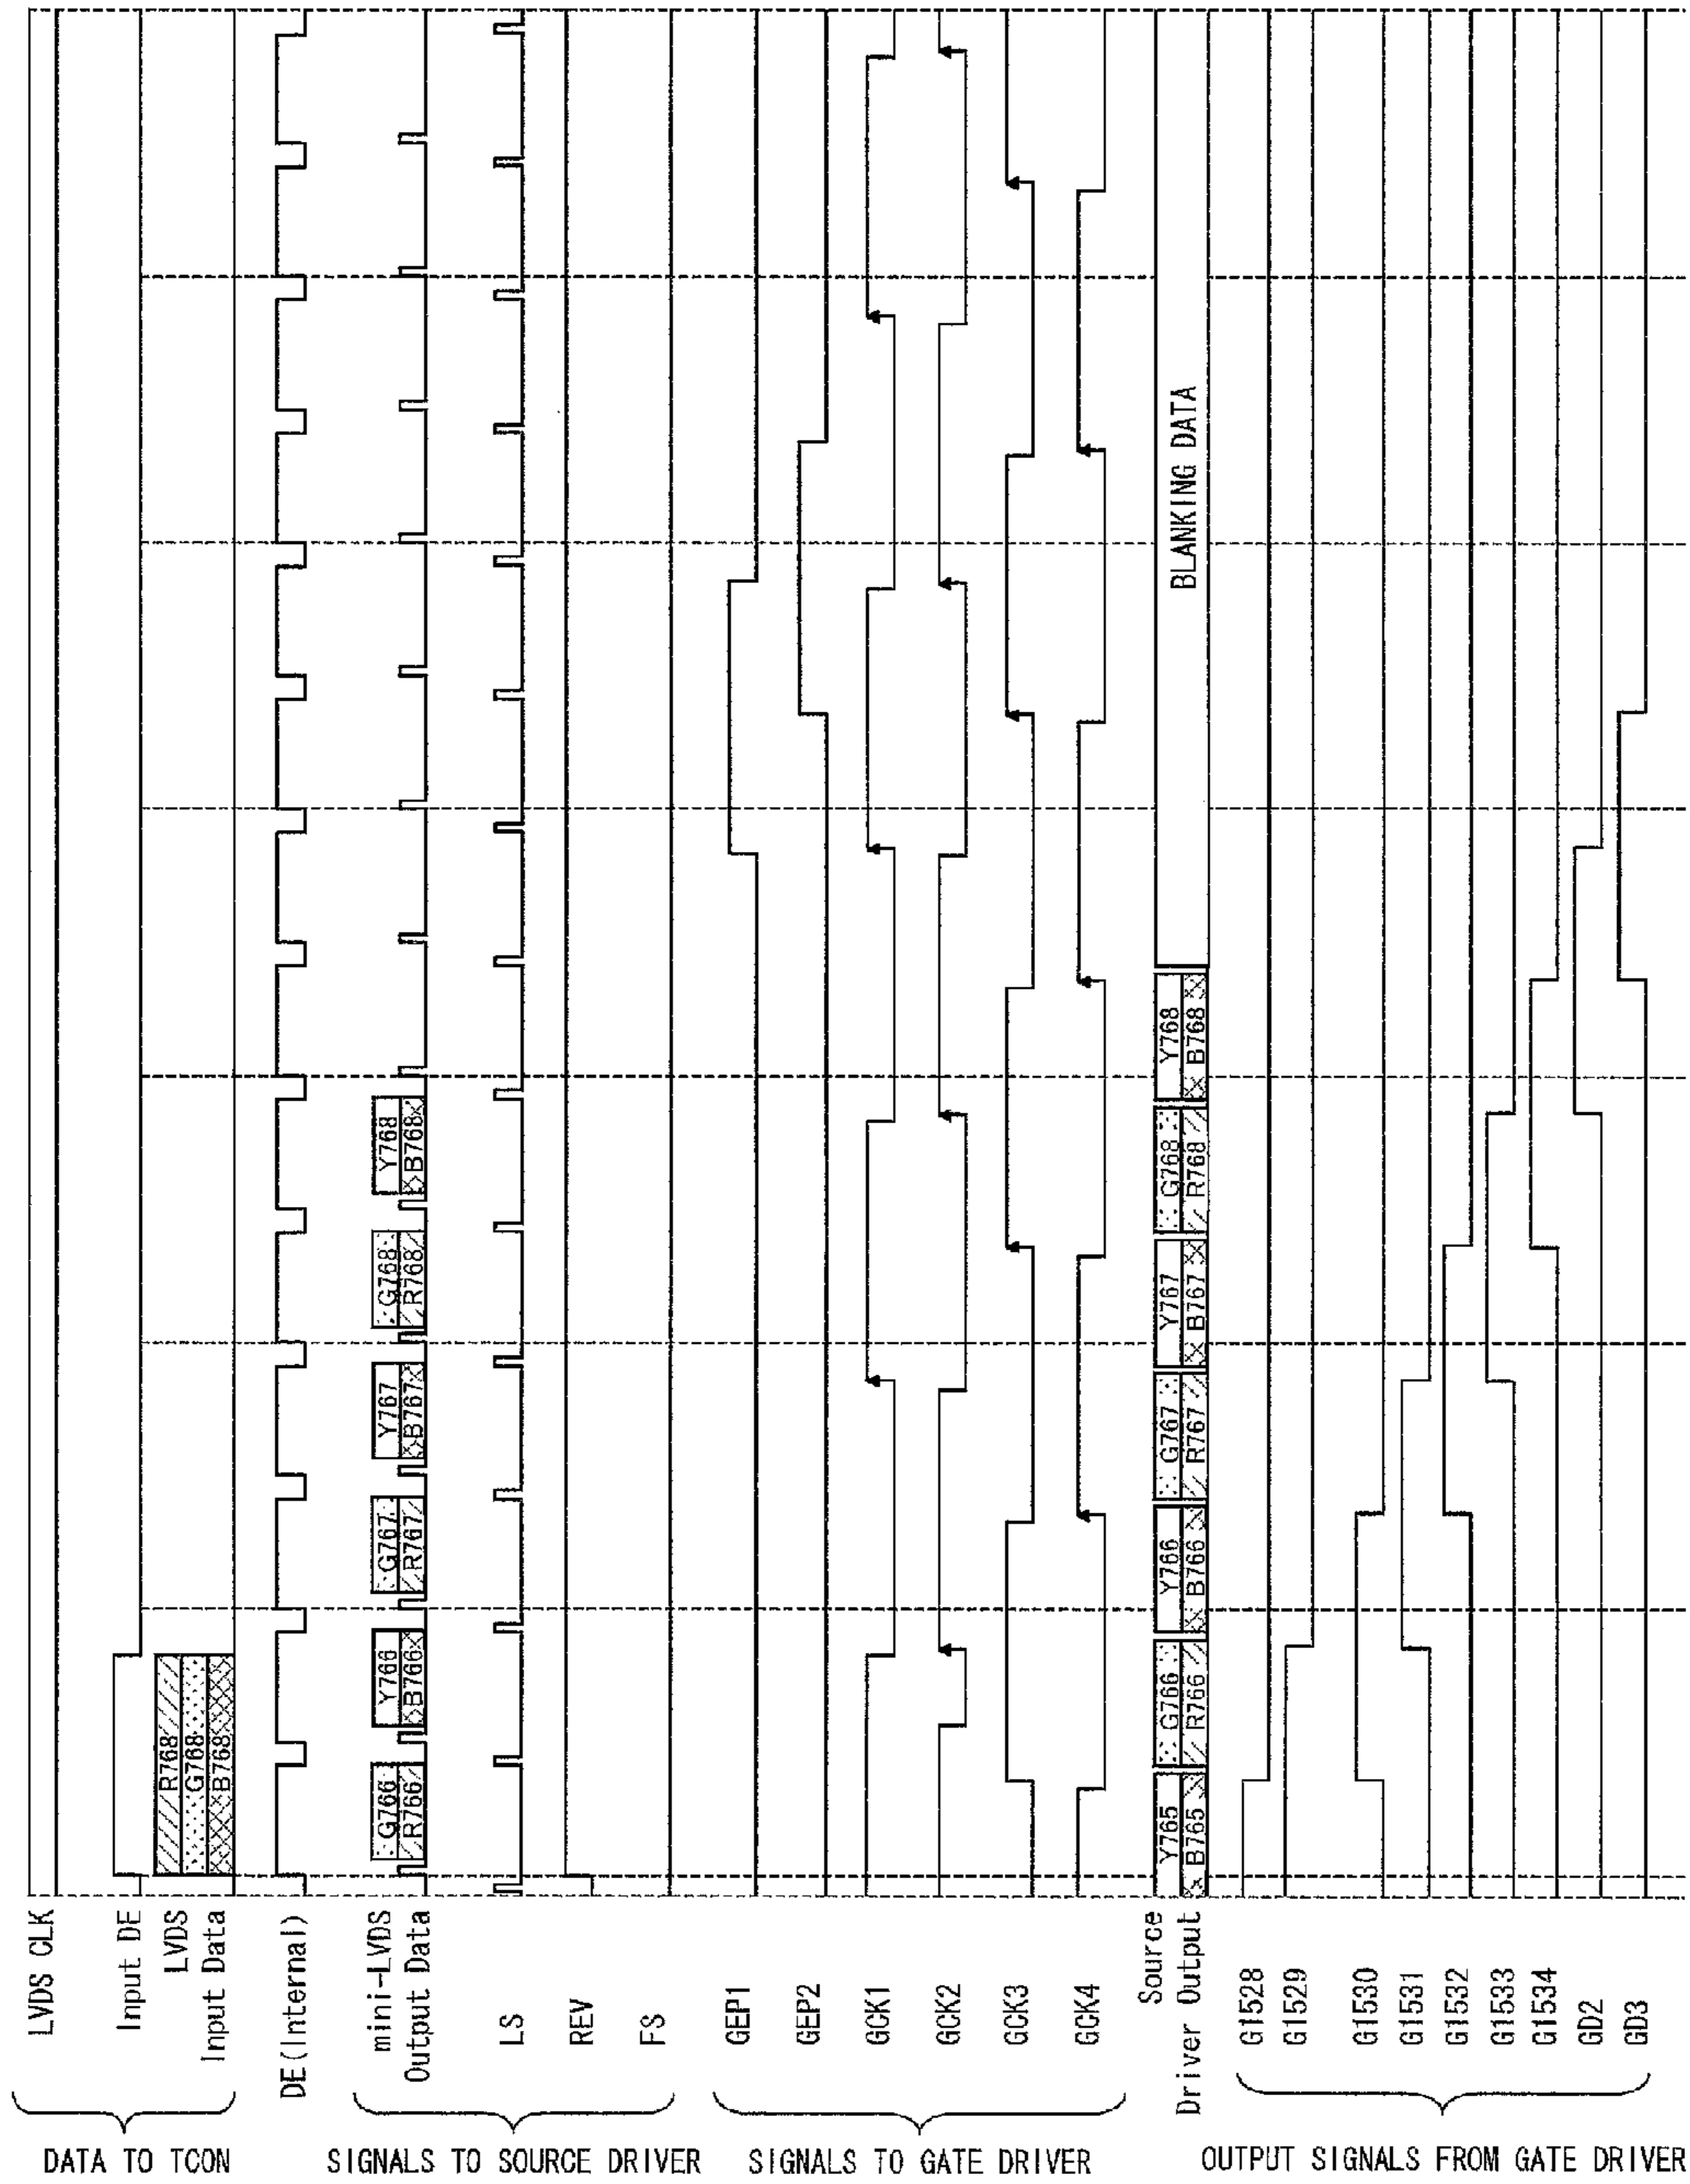 LVDS CLK
Input DE
LVDS
Input Data
R768
G768
B768
DE(Internal)
mini-LVDS
Output Data
G766
R766
Y766
B766
G767
R767
Y767
B767
G768
R768
Y768
B768
LS
REV
FS
GEP1
GEP2
GCK1
GCK2
GCK3
GCK4
Source
Driver Output
Y765
B765
G766
R766
Y766
B766
G767
R767
Y767
B767
G768
R768
Y768
B768
BLANKING DATA
G1528
G1529
G1530
G1531
G1532
G1533
G1534
GD2
GD3
DATA TO TCON
SIGNALS TO SOURCE DRIVER
SIGNALS TO GATE DRIVER
OUTPUT SIGNALS FROM GATE DRIVER